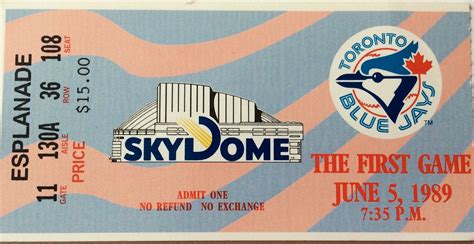 ESPLANADE
11 130A 36 108
GATE AISLE ROW SEAT
PRICE $15.00
SKYDOME
ADMIT ONE
NO REFUND NO EXCHANGE
TORONTO
BLUE JAYS
TM
THE FIRST GAME
JUNE 5, 1989
7:35 P.M.